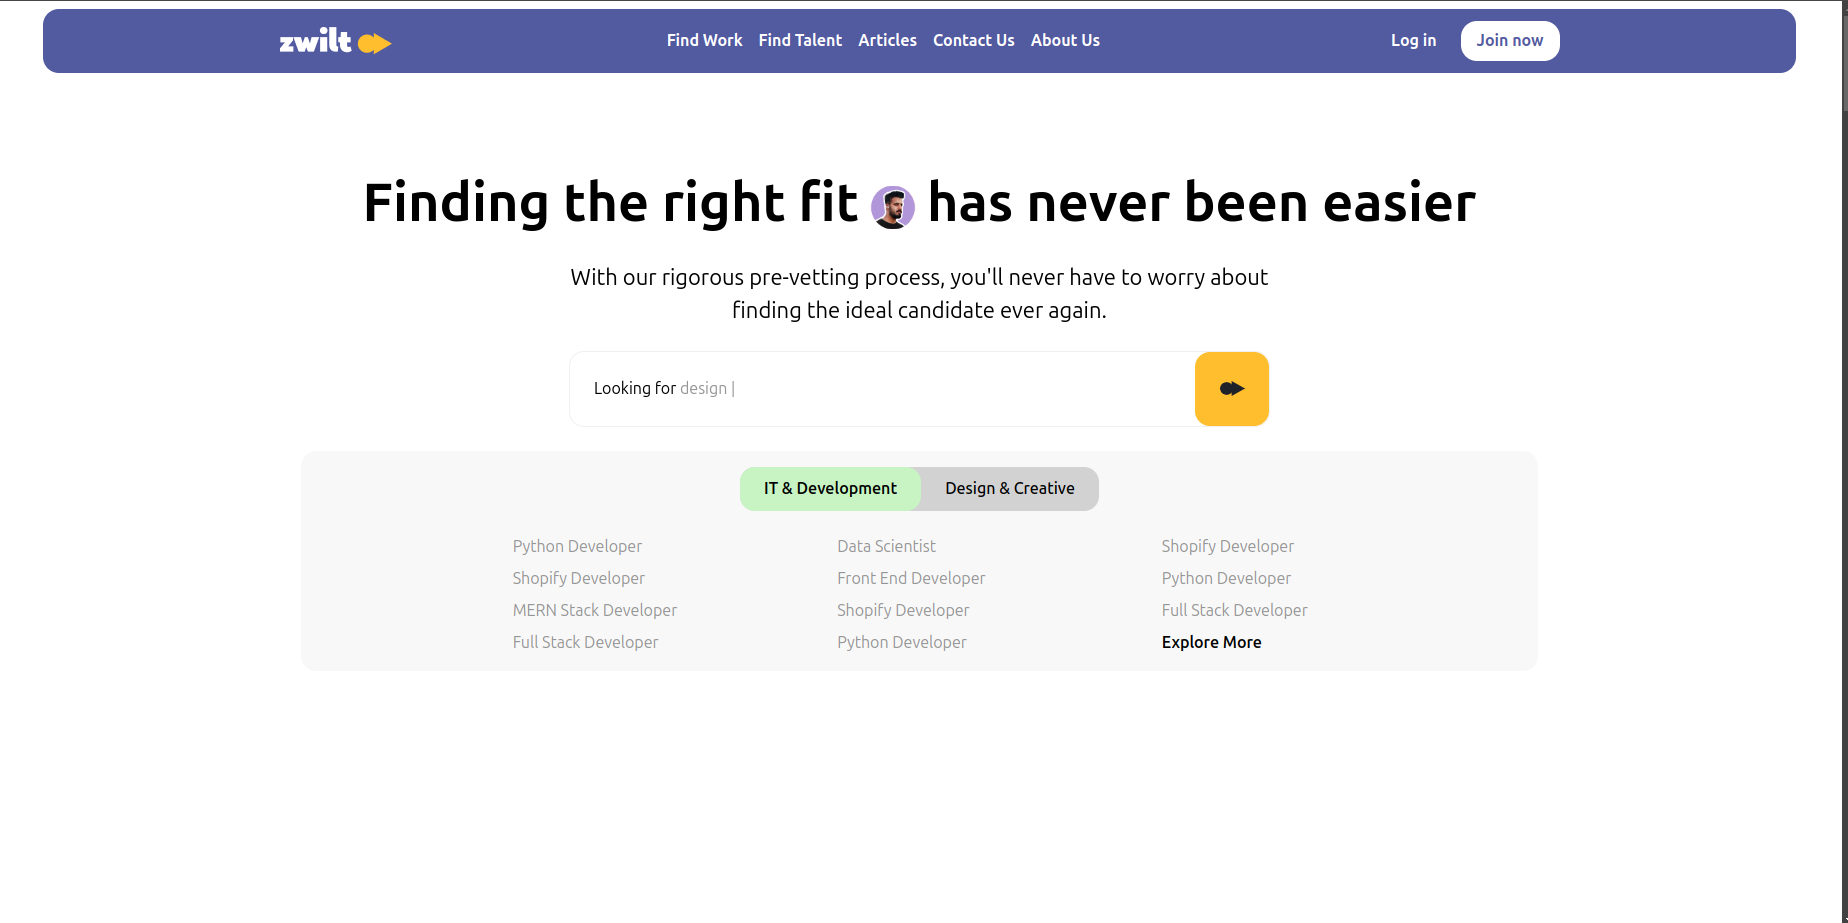 zwilt Find Work Find Talent Articles Contact Us About Us Log in Join now
Finding the right fit has never been easier
With our rigorous pre-vetting process, you'll never have to worry about
finding the ideal candidate ever again.
Looking for design |
IT & Development Design & Creative
Python Developer Data Scientist Shopify Developer
Shopify Developer Front End Developer Python Developer
MERN Stack Developer Shopify Developer Full Stack Developer
Full Stack Developer Python Developer Explore More